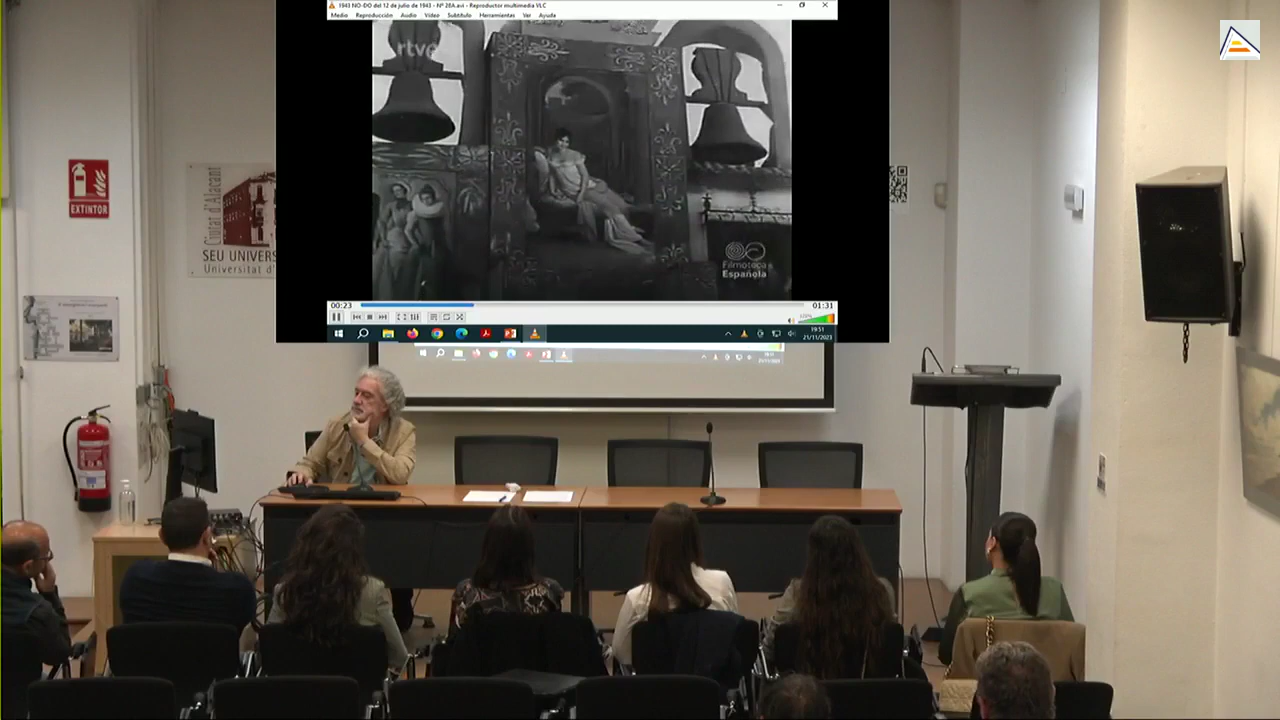 1943 NO-DO del 12 de julio de 1943 - Nº 28A.avi - Reproductor multimedia VLC
Medio Reproducción Audio Vídeo Subtítulo Herramientas Ver Ayuda
rtve
Filmoteca
Española
00:23
01:31
19:51
21/11/2023
EXTINTOR
Ciutat d'Alacant
SEU UNIVERS
Universitat d'